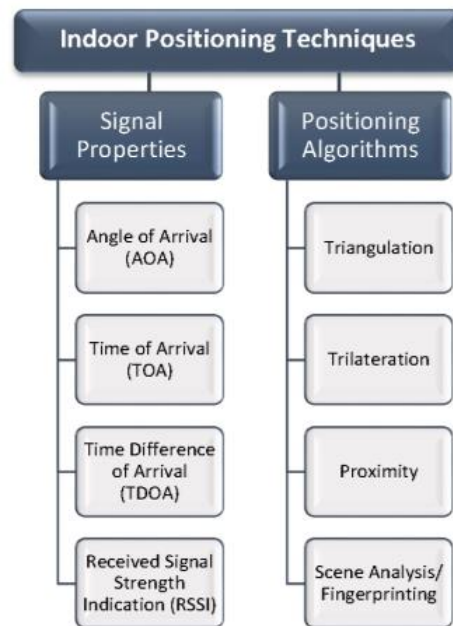 Indoor Positioning Techniques
Signal
Properties
Angle of Arrival
(AOA)
Time of Arrival
(TOA)
Time Difference
of Arrival
(TDOA)
Received Signal
Strength
Indication (RSSI)
Positioning
Algorithms
Triangulation
Trilateration
Proximity
Scene Analysis/
Fingerprinting